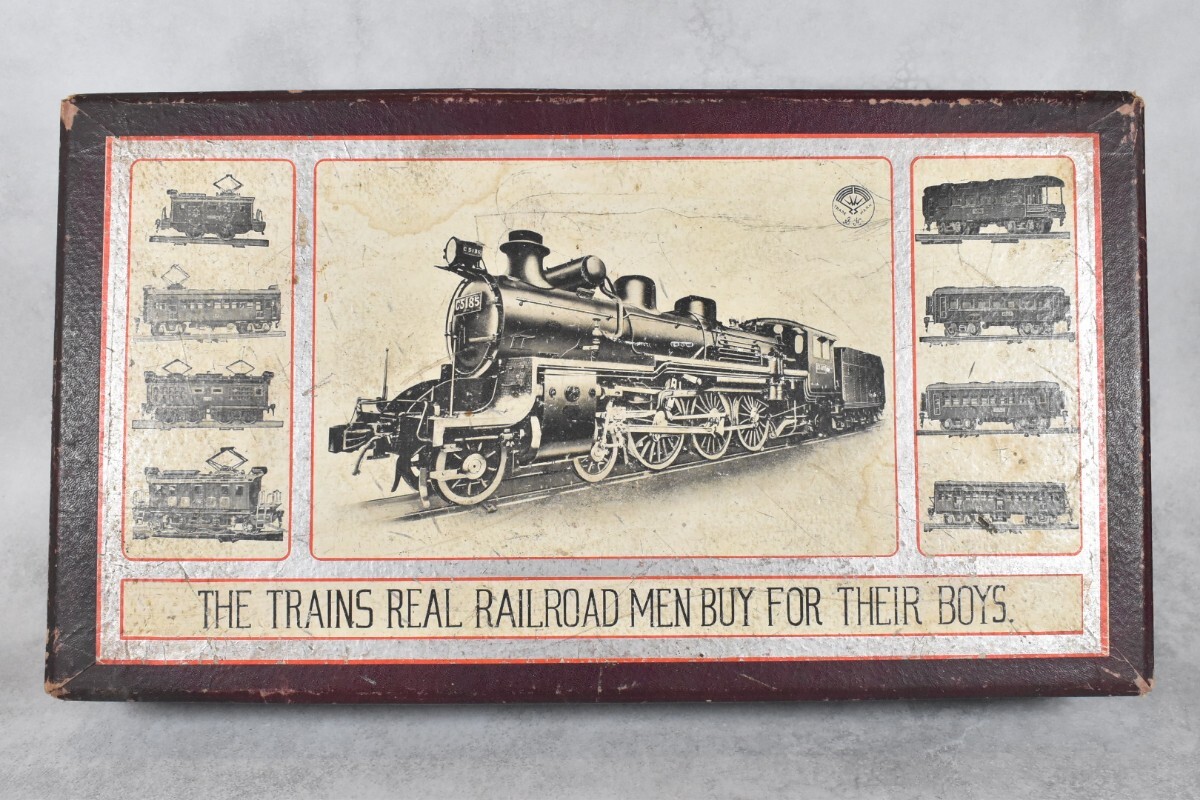 C5185
THE TRAINS REAL RAILROAD MEN BUY FOR THEIR BOYS.